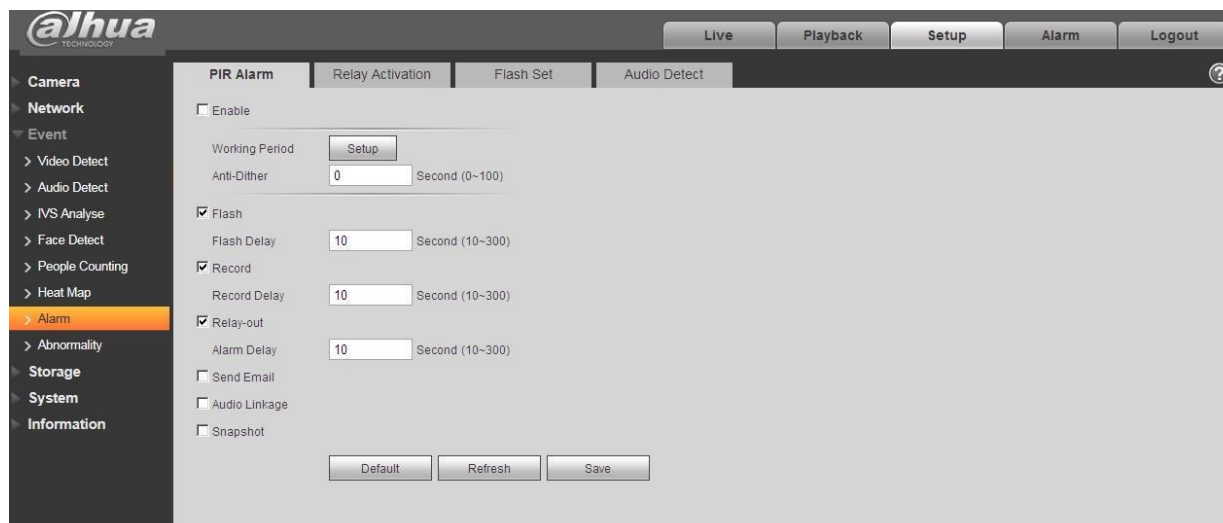 alhua
TECHNOLOGY
Live Playback Setup Alarm Logout
PIR Alarm Relay Activation Flash Set Audio Detect ?
Camera
Network
Event
> Video Detect
> Audio Detect
> IVS Analyse
> Face Detect
> People Counting
> Heat Map
> Alarm
> Abnormality
Storage
System
Information
Enable
Working Period Setup
Anti-Dither 0 Second (0~100)
Flash
Flash Delay 10 Second (10~300)
Record
Record Delay 10 Second (10~300)
Relay-out
Alarm Delay 10 Second (10~300)
Send Email
Audio Linkage
Snapshot
Default Refresh Save